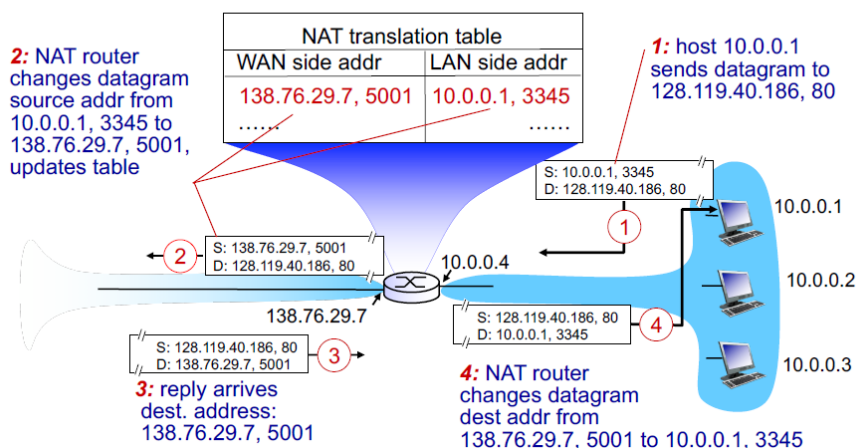 NAT translation table
WAN side addr    LAN side addr
138.76.29.7, 5001    10.0.0.1, 3345
……    ……
2: NAT router
changes datagram
source addr from
10.0.0.1, 3345 to
138.76.29.7, 5001,
updates table
1: host 10.0.0.1
sends datagram to
128.119.40.186, 80
S: 10.0.0.1, 3345
D: 128.119.40.186, 80
1
10.0.0.1
S: 138.76.29.7, 5001
D: 128.119.40.186, 80
2
10.0.0.4
10.0.0.2
138.76.29.7
S: 128.119.40.186, 80
D: 10.0.0.1, 3345
4
S: 128.119.40.186, 80
D: 138.76.29.7, 5001
3
10.0.0.3
3: reply arrives
dest. address:
138.76.29.7, 5001
4: NAT router
changes datagram
dest addr from
138.76.29.7, 5001 to 10.0.0.1, 3345